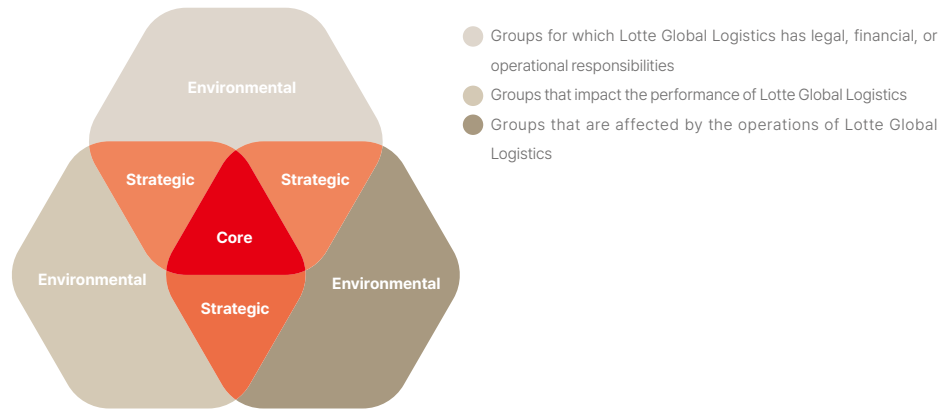 Environmental
Strategic
Strategic
Core
Environmental
Environmental
Strategic
Groups for which Lotte Global Logistics has legal, financial, or
operational responsibilities
Groups that impact the performance of Lotte Global Logistics
Groups that are affected by the operations of Lotte Global
Logistics